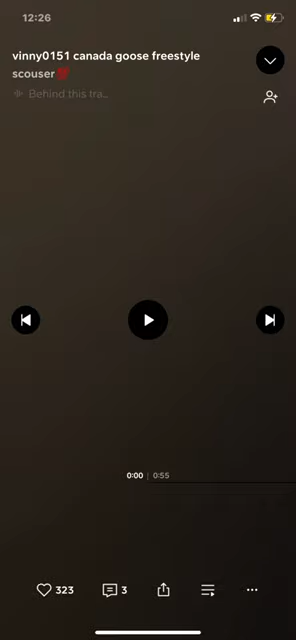 12:26
vinny0151 canada goose freestyle
scouser💯
Behind this tra...
0:00 | 0:55
323
3